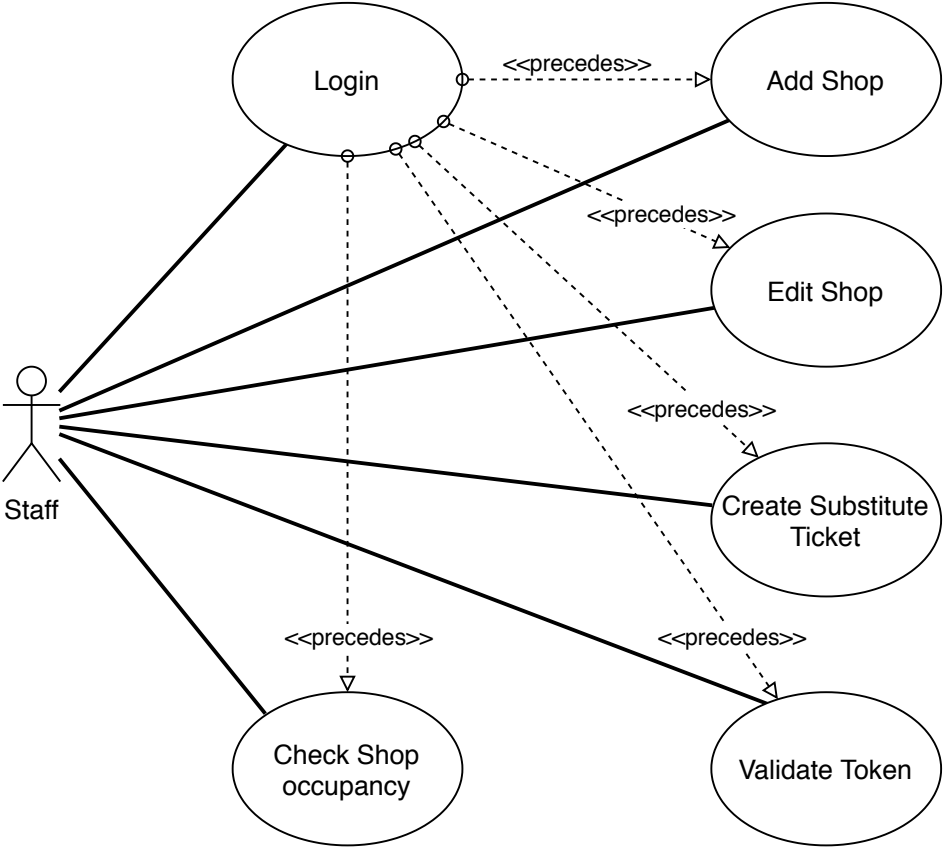 Login
<<precedes>>
Add Shop
<<precedes>>
Edit Shop
<<precedes>>
Staff
Create Substitute
Ticket
<<precedes>>
<<precedes>>
Check Shop
occupancy
Validate Token